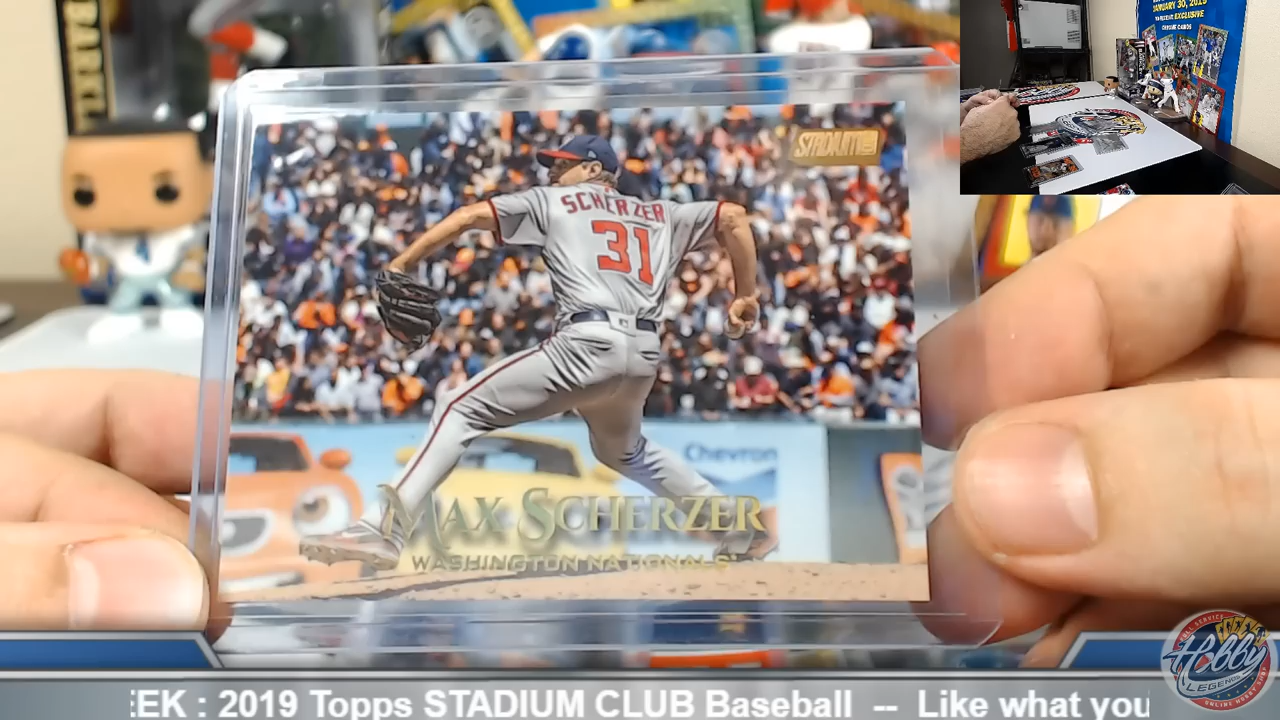 JANUARY 30, 2019
EXCLUSIVE
STADIUM
SCHERZER
31
Chevron
MAX SCHERZER
WASHINGTON NATIONALS
EEK : 2019 Topps STADIUM CLUB Baseball -- Like what you
Hobby
LEGENDS